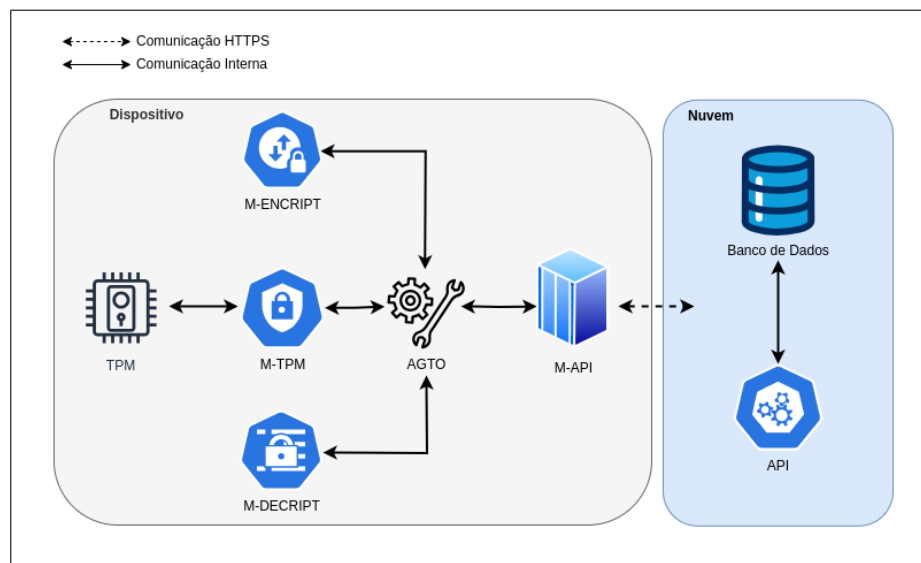 Comunicação HTTPS
Comunicação Interna
Dispositivo
Nuvem
M-ENCRIPT
Banco de Dados
TPM
M-TPM
AGTO
M-API
M-DECRIPT
API